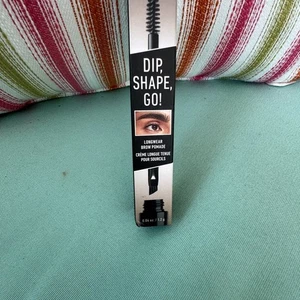 DIP,
SHAPE,
GO!
LONGWEAR
BROW POMADE
CRÈME LONGUE TENUE
POUR SOURCILS